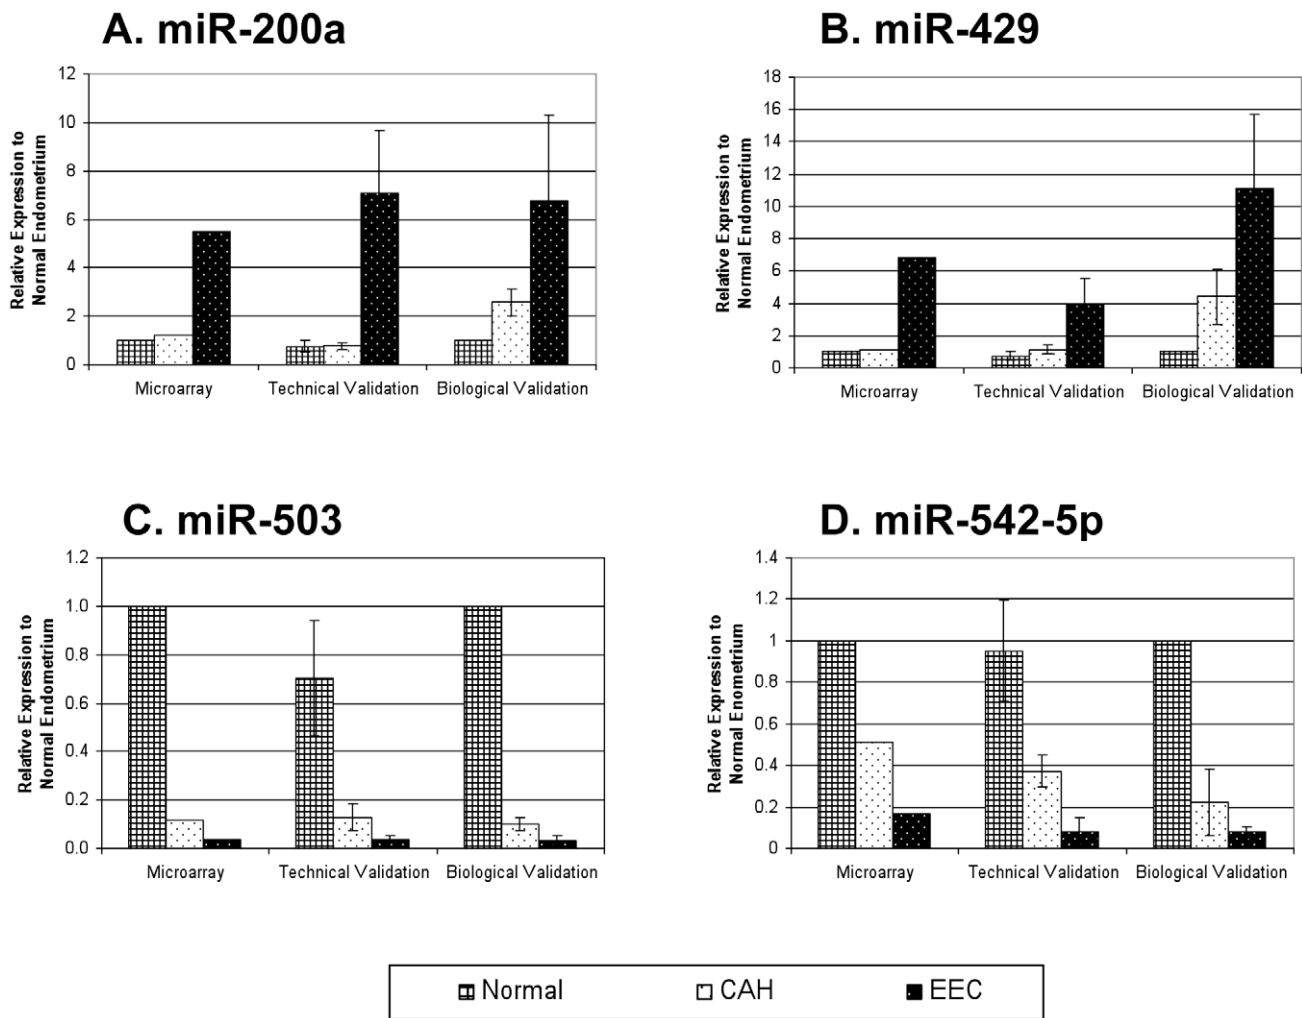 A. miR-200a
Relative Expression to
Normal Endometrium
12
10
8
6
4
2
0
Microarray
Technical Validation
Biological Validation
B. miR-429
Relative Expression to
Normal Endometrium
18
16
14
12
10
8
6
4
2
0
Microarray
Technical Validation
Biological Validation
C. miR-503
Relative Expression to
Normal Endometrium
1.2
1.0
0.8
0.6
0.4
0.2
0.0
Microarray
Technical Validation
Biological Validation
D. miR-542-5p
Relative Expression to
Normal Enometrium
1.4
1.2
1
0.8
0.6
0.4
0.2
0
Microarray
Technical Validation
Biological Validation
Normal
CAH
EEC